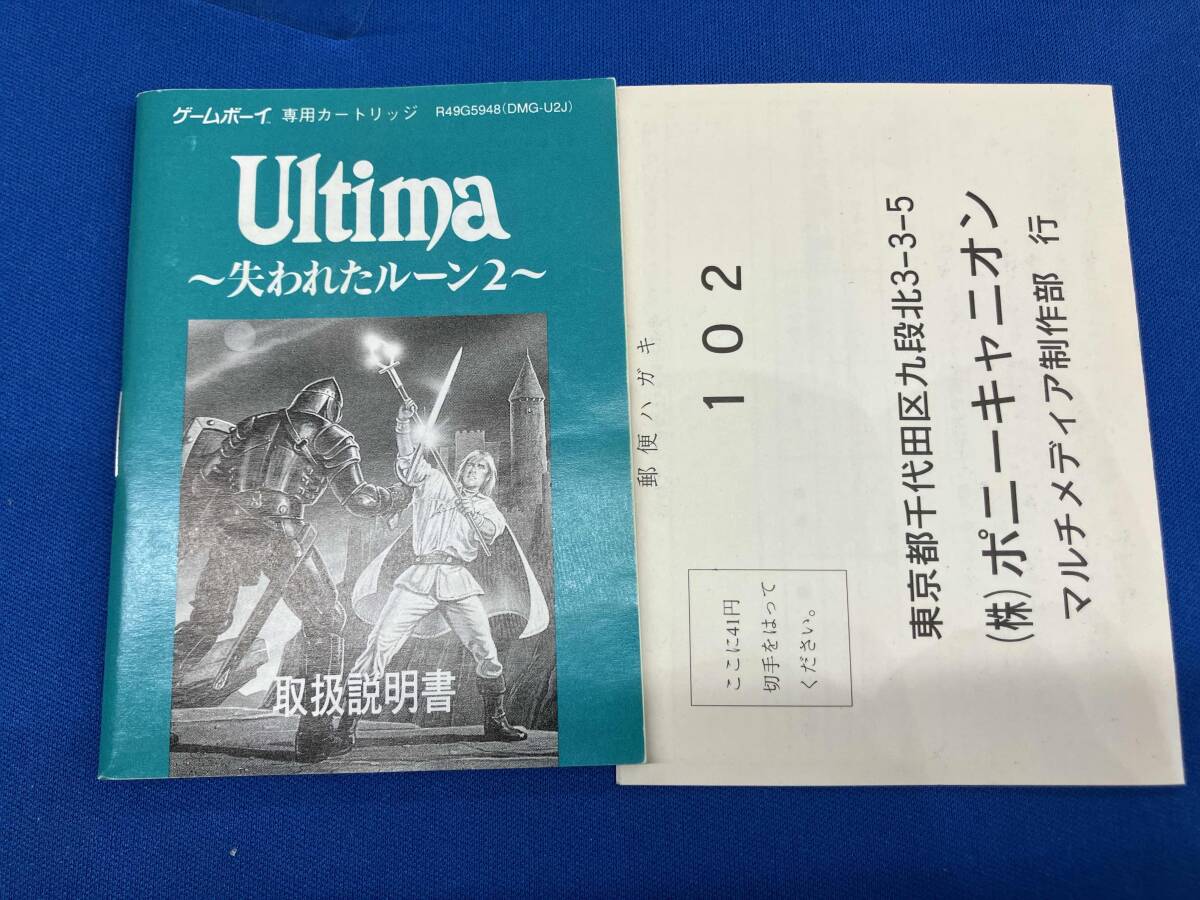 ゲームボーイ™ 専用カートリッジ R49G5948(DMG-U2J)
Ultima
～失われたルーン2～
取扱説明書
郵便ハガキ
102
東京都千代田区九段北3-3-5
(株)ポニーキャニオン
マルチメディア制作部 行
ここに41円
切手をはって
ください。